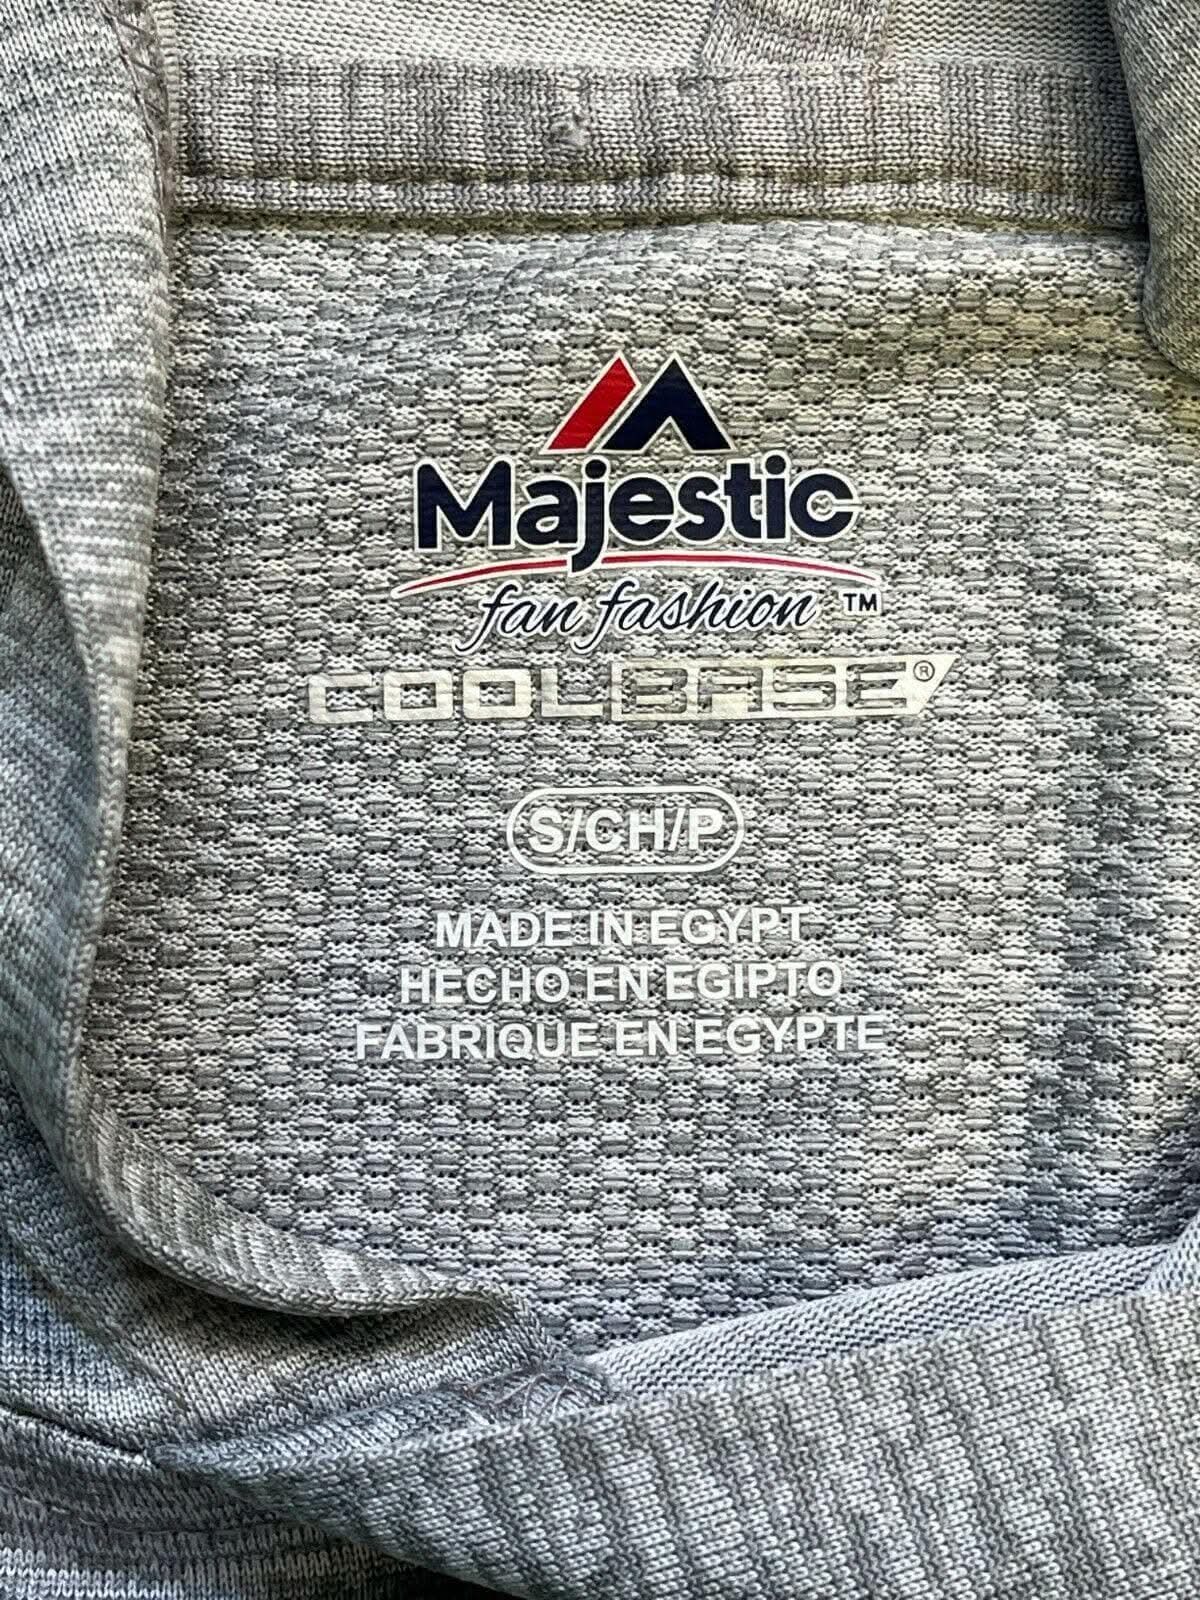 Majestic
fan fashion ™
COOLBASE®
S/CH/P
MADE IN EGYPT
HECHO EN EGIPTO
FABRIQUE EN EGYPTE